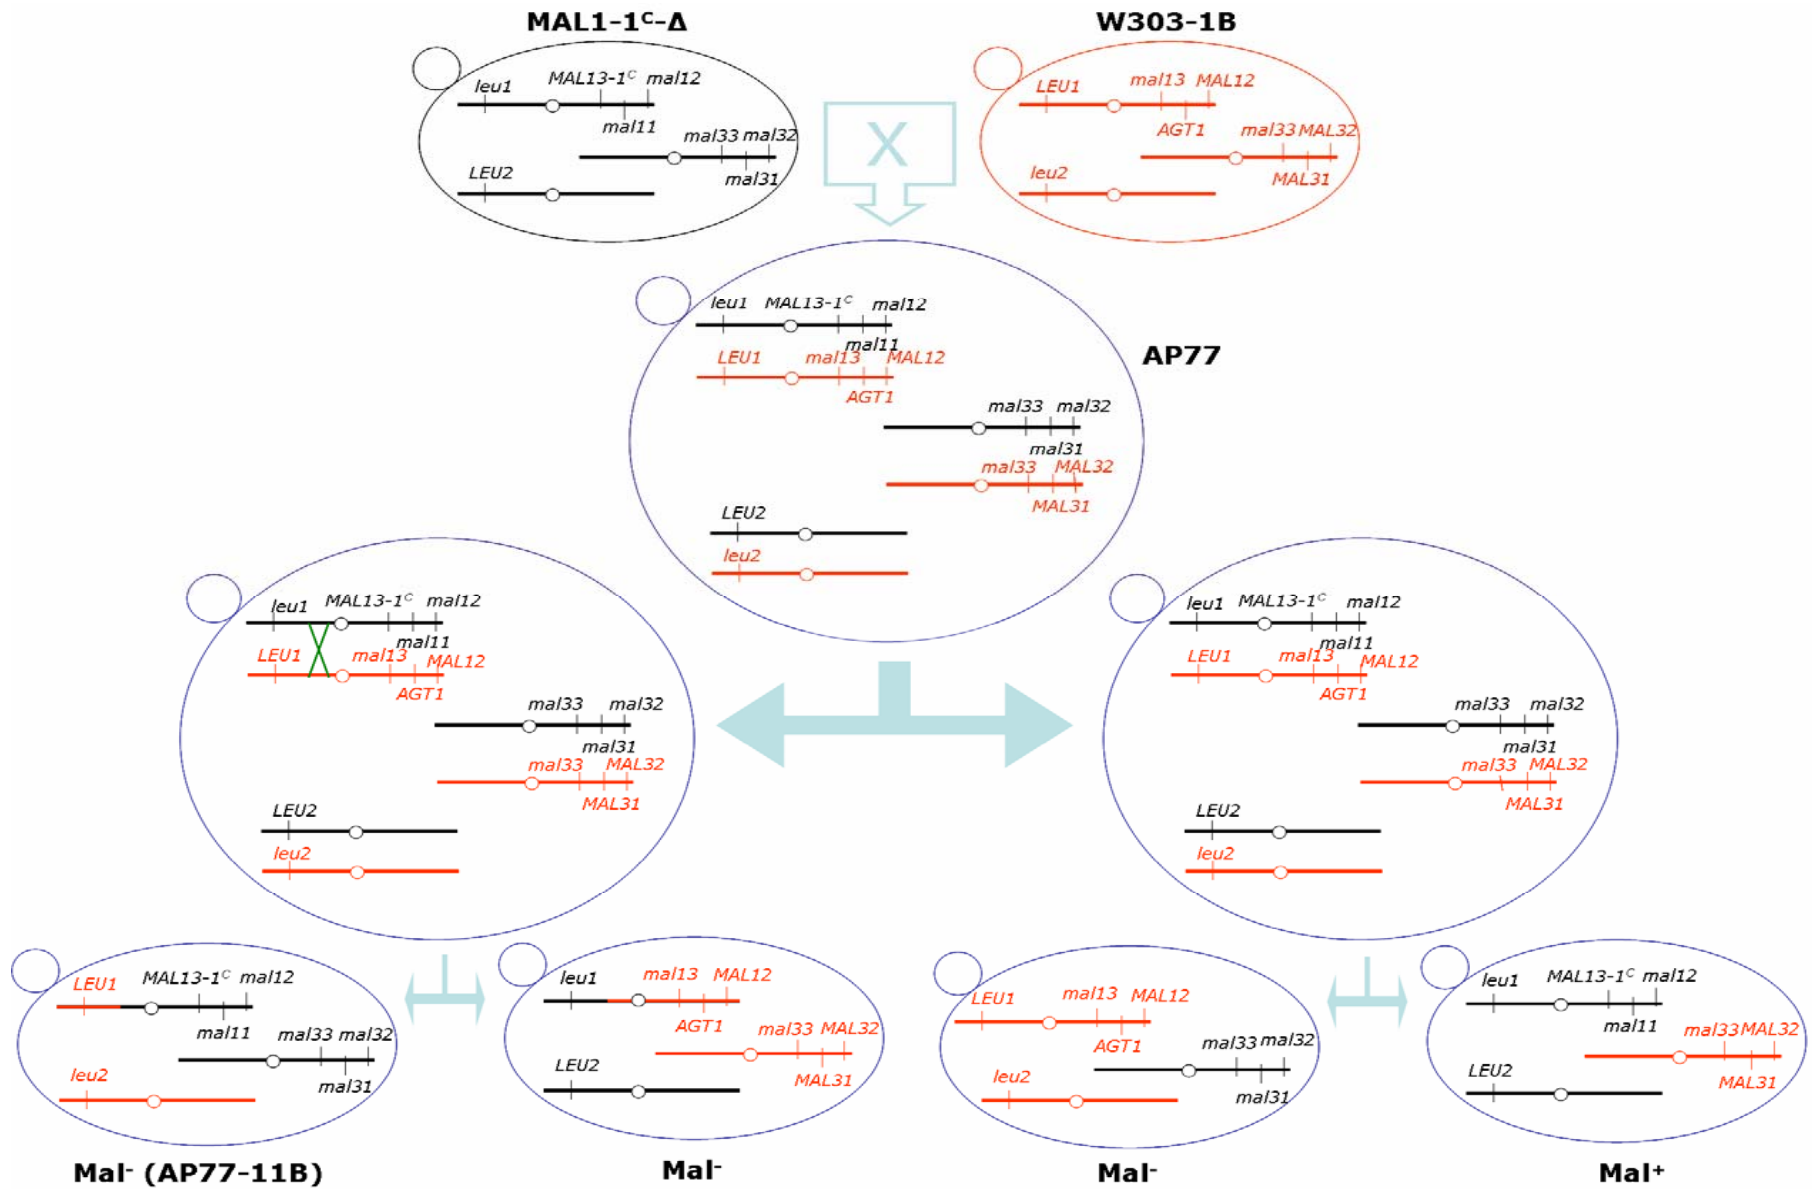 MAL1-1ᶜ-Δ
W303-1B
leu1 MAL13-1ᶜ mal12
mal11
mal33 mal32
mal31
LEU2
X
LEU1 mal13 MAL12
AGT1
mal33 MAL32
MAL31
leu2
AP77
leu1 MAL13-1ᶜ mal12
mal11
LEU1 mal13 MAL12
AGT1
mal33 mal32
mal31
mal33 MAL32
MAL31
LEU2
leu2
leu1 MAL13-1ᶜ mal12
mal11
LEU1 mal13 MAL12
AGT1
mal33 mal32
mal31
mal33 MAL32
MAL31
LEU2
leu2
leu1 MAL13-1ᶜ mal12
mal11
LEU1 mal13 MAL12
AGT1
mal33 mal32
mal31
mal33 MAL32
MAL31
LEU2
leu2
LEU1 MAL13-1ᶜ mal12
mal11
mal33 mal32
mal31
leu2
Mal⁻ (AP77-11B)
leu1 mal13 MAL12
AGT1
mal33 MAL32
MAL31
LEU2
Mal⁻
LEU1 mal13 MAL12
AGT1
mal33 mal32
mal31
leu2
Mal⁻
leu1 MAL13-1ᶜ mal12
mal11
mal33 MAL32
MAL31
LEU2
Mal⁺